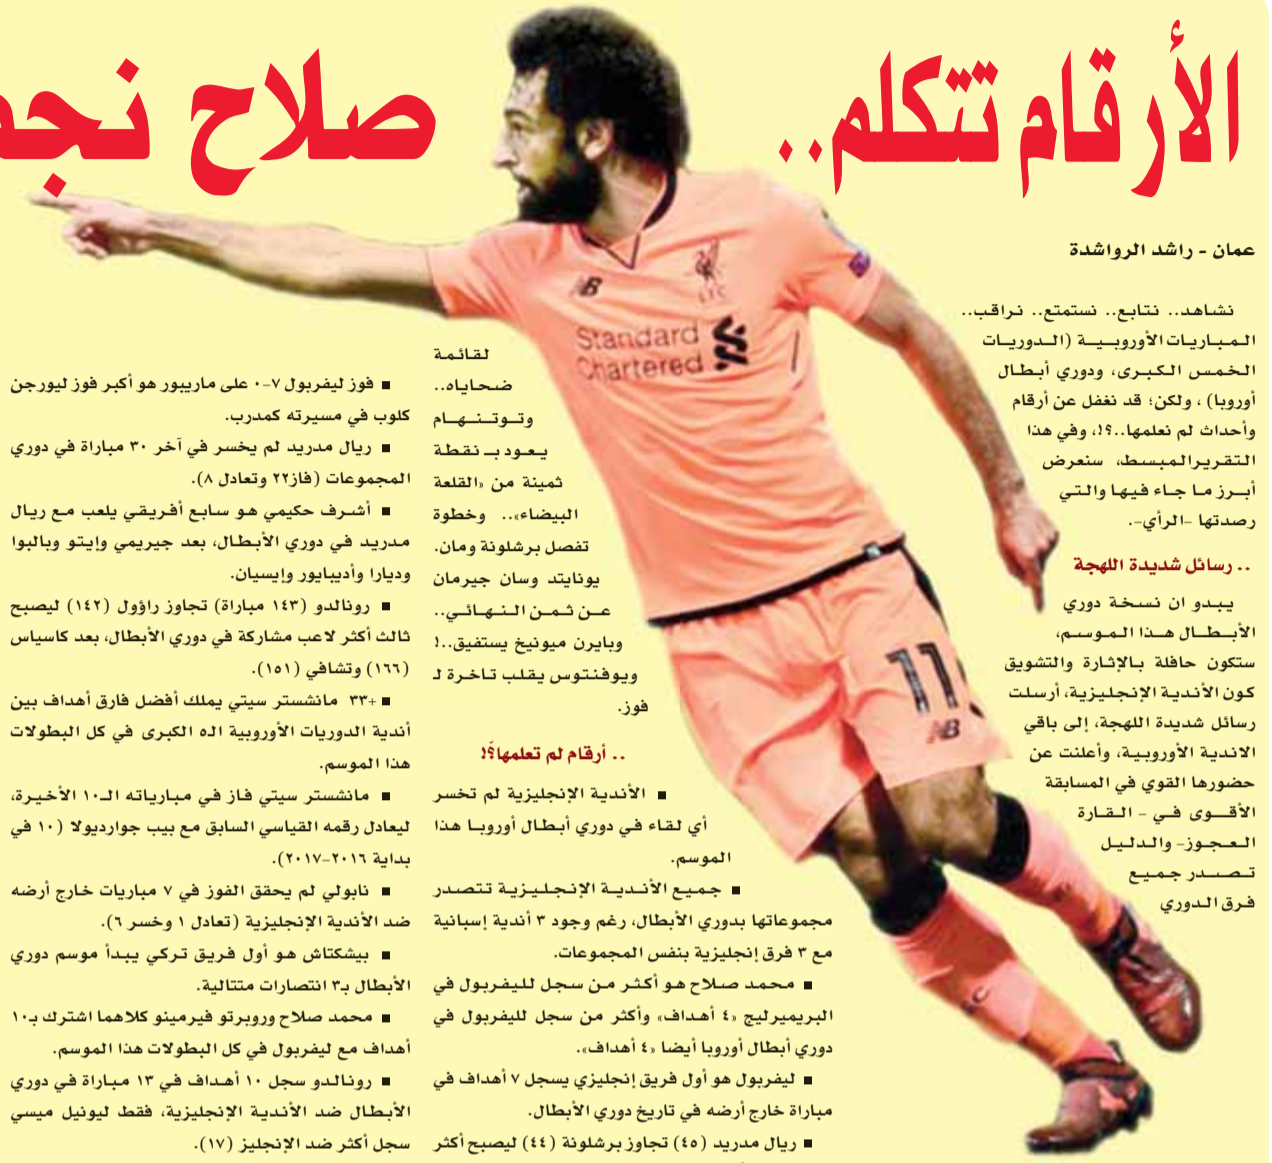 الأرقام تتكلم..
صلاح
عمان - راشد الرواشدة
نشاهد.. نتابع.. نستمتع.. نراقب..
المباريات الأوروبية (الدوريات
الخمس الكبرى، ودوري أبطال
أوروبا) ، ولكن؛ قد نغفل عن أرقام
وأحداث لم نعلمها..؟!، وفي هذا
التقريرالمبسط، سنعرض
أبرز ما جاء فيها والتي
رصدتها -الرأي-.
.. رسائل شديدة اللهجة
يبدو ان نسخة دوري
الأبطال هذا الموسم،
ستكون حافلة بالإثارة والتشويق
كون الأندية الإنجليزية، أرسلت
رسائل شديدة اللهجة، إلى باقي
الاندية الأوروبية، وأعلنت عن
حضورها القوي في المسابقة
الأقوى في - القارة
العجوز- والدليل
تصدر جميع
فرق الدوري
Standard
Chartered
LFC
NB
11
NB
لقائمة
ضحاياه..
وتوتنهام
يعود بـ نقطة
ثمينة من «القلعة
البيضاء».. وخطوة
تفصل برشلونة ومان.
يونايتد وسان جيرمان
عن ثمن النهائي..
وبايرن ميونيخ يستفيق..!
ويوفنتوس يقلب تاخرة لـ
فوز.
.. أرقام لم تعلمها؟!
■ الأندية الإنجليزية لم تخسر
أي لقاء في دوري أبطال أوروبا هذا
الموسم.
■ جميع الأندية الإنجليزية تتصدر
مجموعاتها بدوري الأبطال، رغم وجود ٣ أندية إسبانية
مع ٣ فرق إنجليزية بنفس المجموعات.
■ محمد صلاح هو أكثر من سجل لليفربول في
البريميرليج «٤ أهداف» وأكثر من سجل لليفربول في
دوري أبطال أوروبا أيضا «٤ أهداف».
■ ليفربول هو أول فريق إنجليزي يسجل ٧ أهداف في
مباراة خارج أرضه في تاريخ دوري الأبطال.
■ ريال مدريد (٤٥) تجاوز برشلونة (٤٤) ليصبح أكثر
■ فوز ليفربول ٧-٠ على ماريبور هو أكبر فوز ليورجن
كلوب في مسيرته كمدرب.
■ ريال مدريد لم يخسر في آخر ٣٠ مباراة في دوري
المجموعات (فاز٢٢ وتعادل ٨).
■ أشرف حكيمي هو سابع أفريقي يلعب مع ريال
مدريد في دوري الأبطال، بعد جيريمي وإيتو وبالبوا
وديارا وأديبايور وإيسيان.
■ رونالدو (١٤٣ مباراة) تجاوز راؤول (١٤٢) ليصبح
ثالث أكثر لاعب مشاركة في دوري الأبطال، بعد كاسياس
(١٦٦) وتشافي (١٥١).
■ +٣٣ مانشستر سيتي يملك أفضل فارق أهداف بين
أندية الدوريات الأوروبية الـ٥ الكبرى في كل البطولات
هذا الموسم.
■ مانشستر سيتي فاز في مبارياته الـ١٠ الأخيرة،
ليعادل رقمه القياسي السابق مع بيب جوارديولا (١٠ في
بداية ٢٠١٦-٢٠١٧).
■ نابولي لم يحقق الفوز في ٧ مباريات خارج أرضه
ضد الأندية الإنجليزية (تعادل ١ وخسر ٦).
■ بيشكتاش هو أول فريق تركي يبدأ موسم دوري
الأبطال بـ٣ انتصارات متتالية.
■ محمد صلاح وروبرتو فيرمينو كلاهما اشترك بـ١٠
أهداف مع ليفربول في كل البطولات هذا الموسم.
■ رونالدو سجل ١٠ أهداف في ١٣ مباراة في دوري
الأبطال ضد الأندية الإنجليزية، فقط ليونيل ميسي
سجل أكثر ضد الإنجليز (١٧).